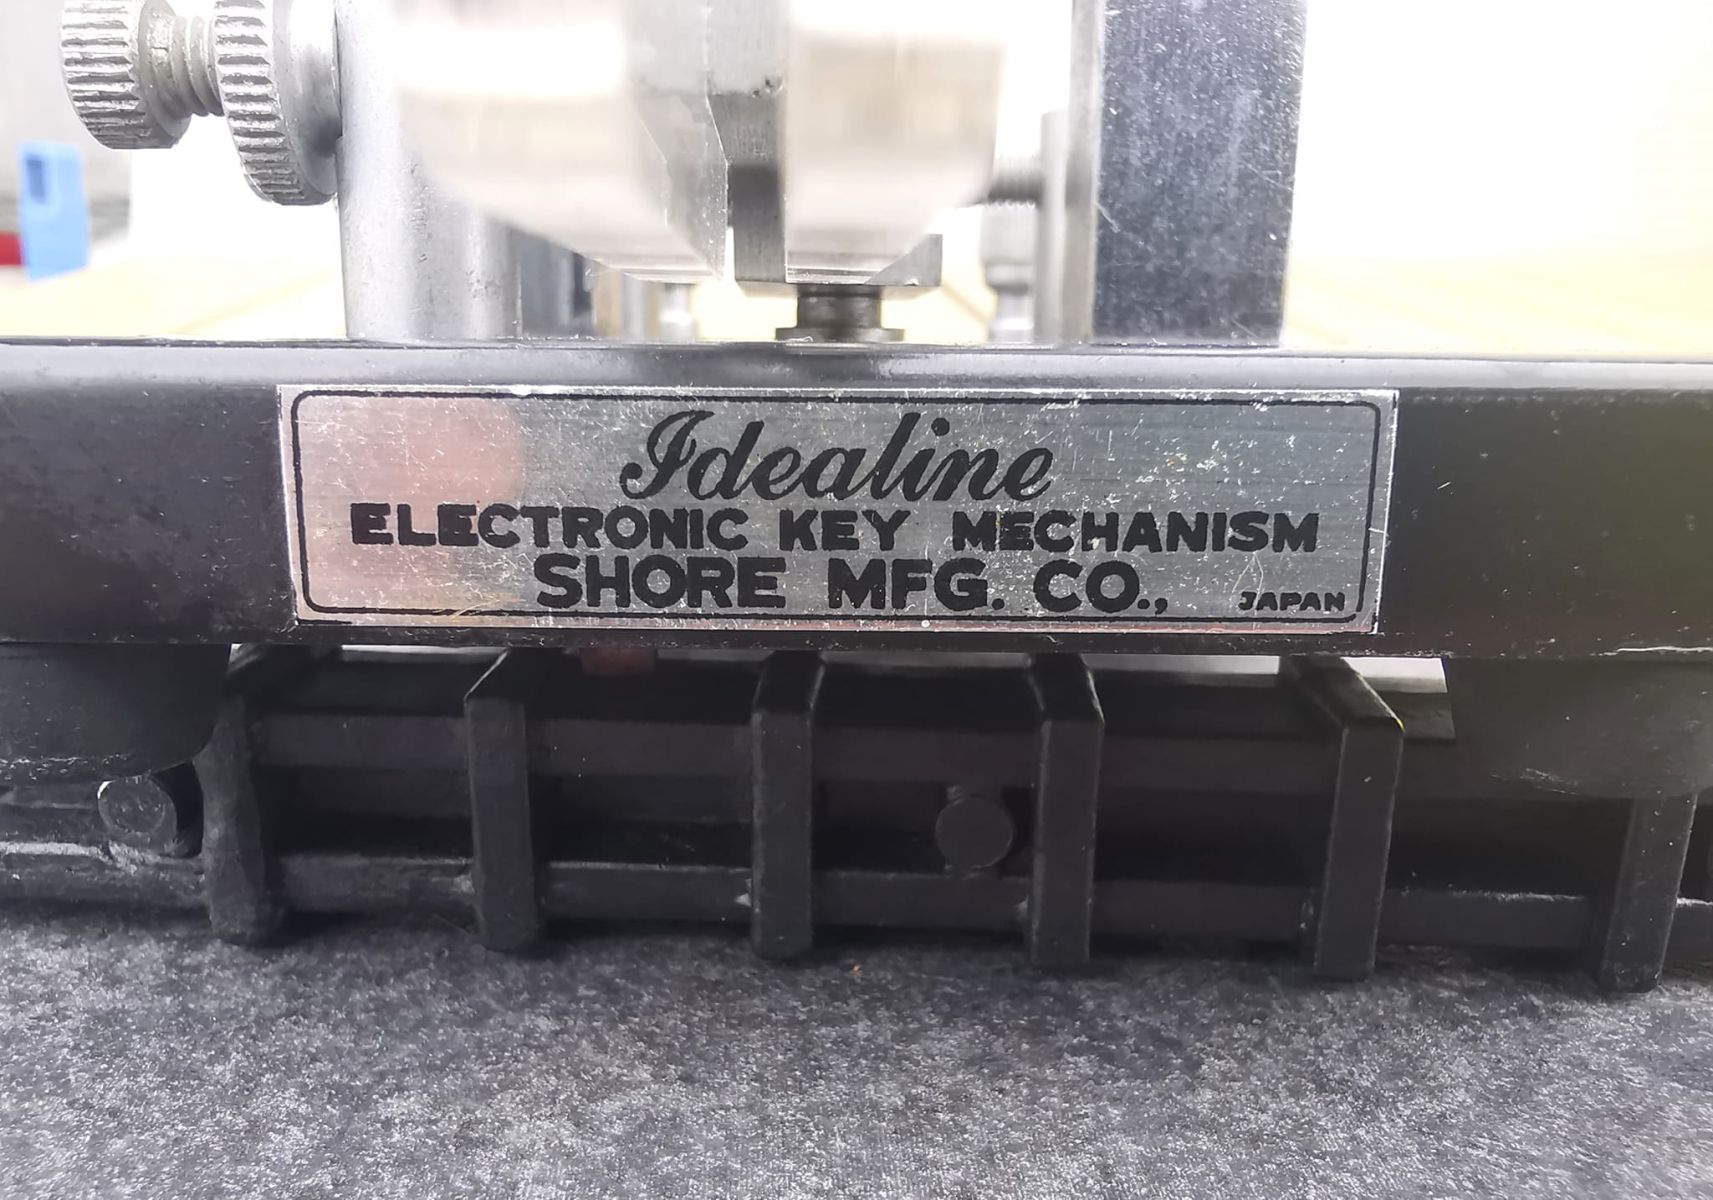 Idealine
ELECTRONIC KEY MECHANISM
SHORE MFG. CO., JAPAN